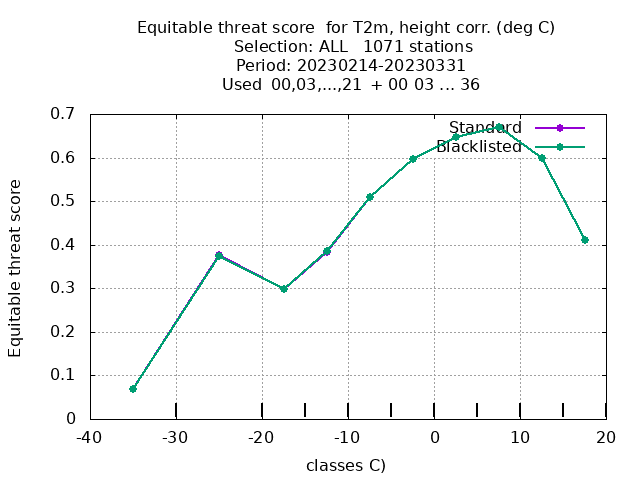 Equitable threat score  for T2m, height corr. (deg C)
Selection: ALL   1071 stations
Period: 20230214-20230331
Used  00,03,...,21  + 00 03 ... 36
Standard
Blacklisted
Equitable threat score
0.7
0.6
0.5
0.4
0.3
0.2
0.1
0
-40 -30 -20 -10 0 10 20
classes C)